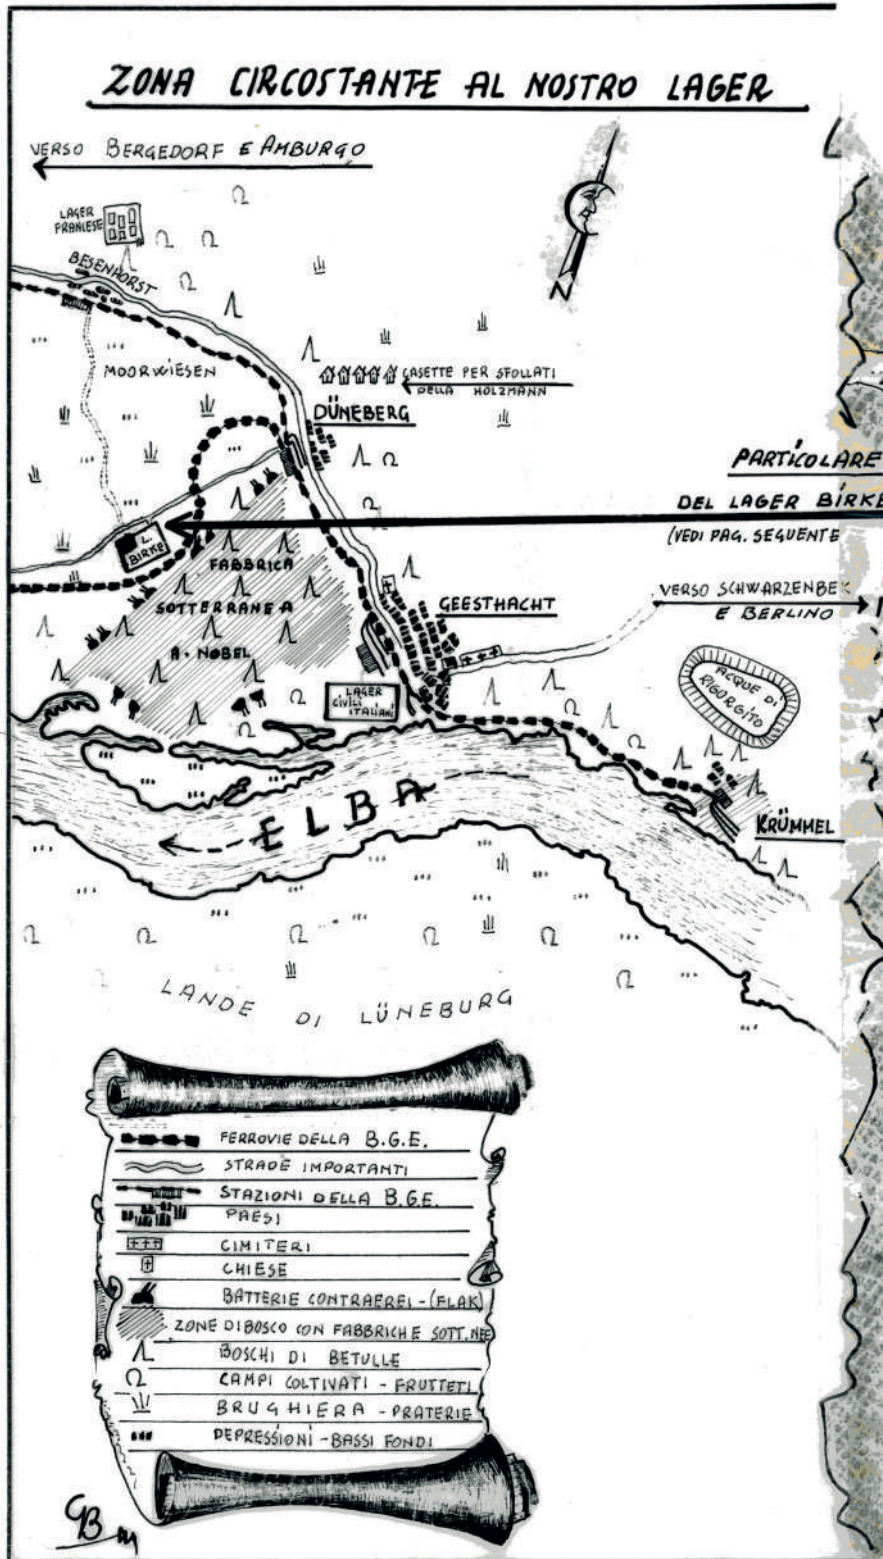 ZONA CIRCOSTANTE AL NOSTRO LAGER
VERSO BERGEDORF E AMBURGO
LAGER
FRANCESE
BESENHORST
N
MOORWIESEN
CASETTE PER SFOLLATI
DELLA HOLZMANN
DÜNEBERG
PARTICOLARE
DEL LAGER BIRKE
(VEDI PAG. SEGUENTE
L.
BIRKE
FABBRICA
SOTTERRANEA
A. NOBEL
GEESTHACHT
VERSO SCHWARZENBEK
E BERLINO
ACQUE DI
RIGORGITO
LAGER
CIVILI
ITALIANI
ELBA
KRÜMMEL
LANDE DI LÜNEBURG
FERROVIE DELLA B.G.E.
STRADE IMPORTANTI
STAZIONI DELLA B.G.E.
PAESI
CIMITERI
CHIESE
BATTERIE CONTRAEREI - (FLAK)
ZONE DI BOSCO CON FABBRICHE SOTT.NEE
BOSCHI DI BETULLE
CAMPI COLTIVATI - FRUTTETI
BRUGHIERA - PRATERIE
DEPRESSIONI - BASSI FONDI